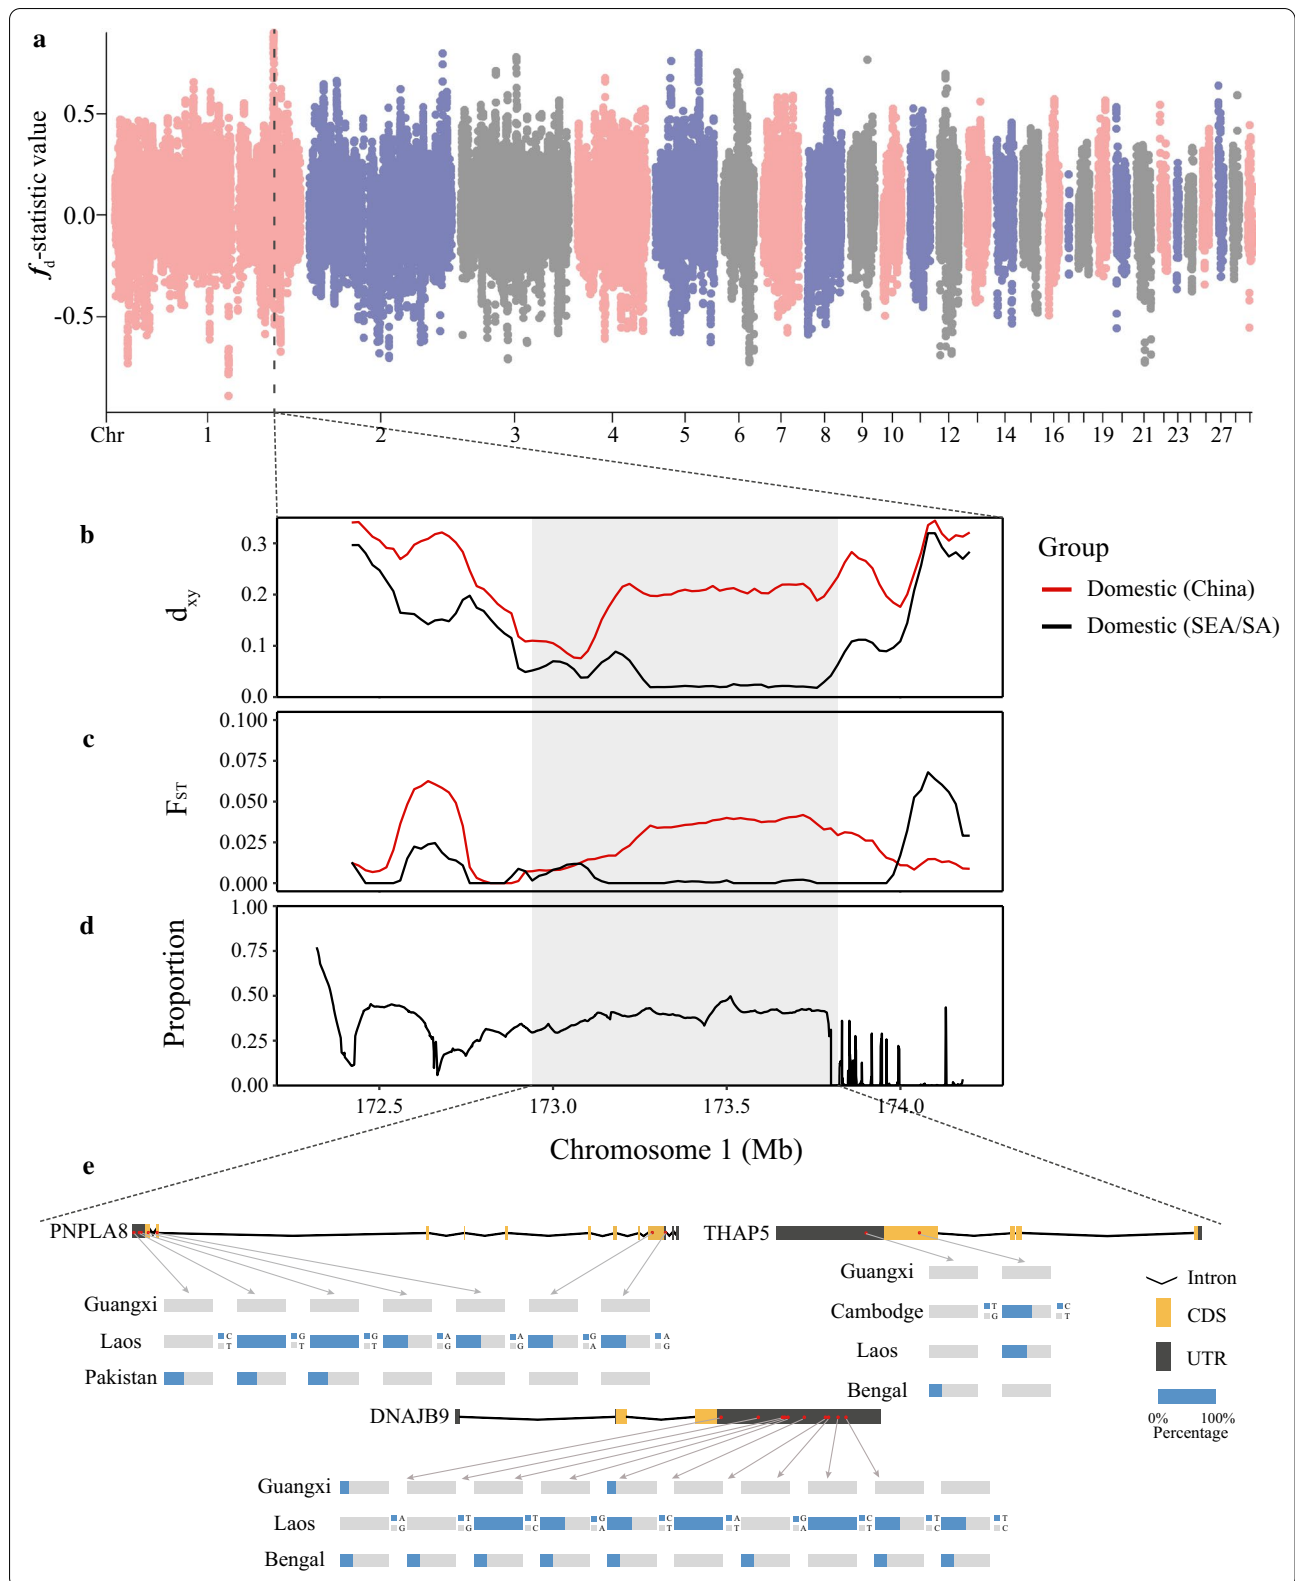 a
f_d-statistic value
0.5
0.0
-0.5
Chr 1 2 3 4 5 6 7 8 9 10 12 14 16 19 21 23 27
b
d_xy
0.3
0.2
0.1
0.0
Group
Domestic (China)
Domestic (SEA/SA)
c
F_ST
0.100
0.075
0.050
0.025
0.000
d
Proportion
1.00
0.75
0.50
0.25
0.00
172.5 173.0 173.5 174.0
Chromosome 1 (Mb)
e
PNPLA8
Guangxi
Laos
C T
G T
G T
A G
A G
G A
A G
Pakistan
THAP5
Guangxi
Cambodge
T G
C T
Laos
Bengal
Intron
CDS
UTR
0% 100%
Percentage
DNAJB9
Guangxi
Laos
A G
T G
T C
G A
C T
A T
G A
C T
T C
T C
Bengal